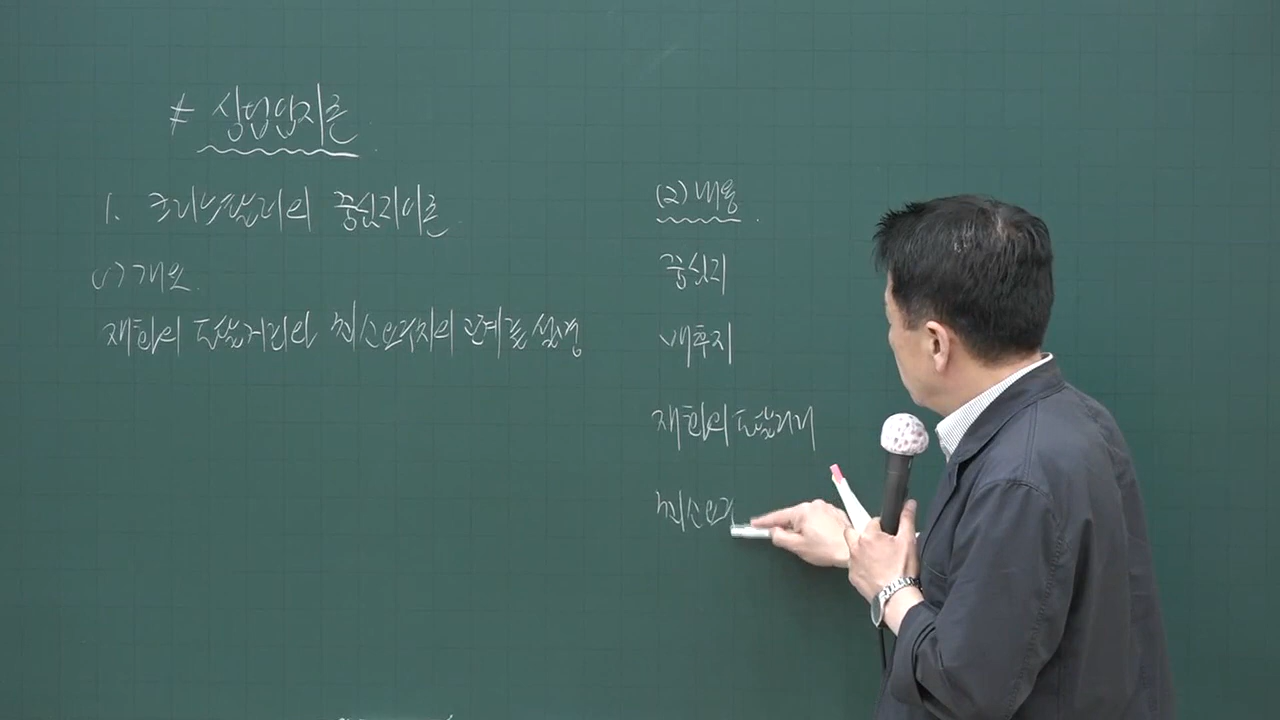 # 상업입지론
1. 크리스탈러의 중심지이론
(1) 개요
재화의 도달거리와 최소요구치의 관계를 설정
(2) 내용
중심지
배후지
재화의 도달거리
최소요구